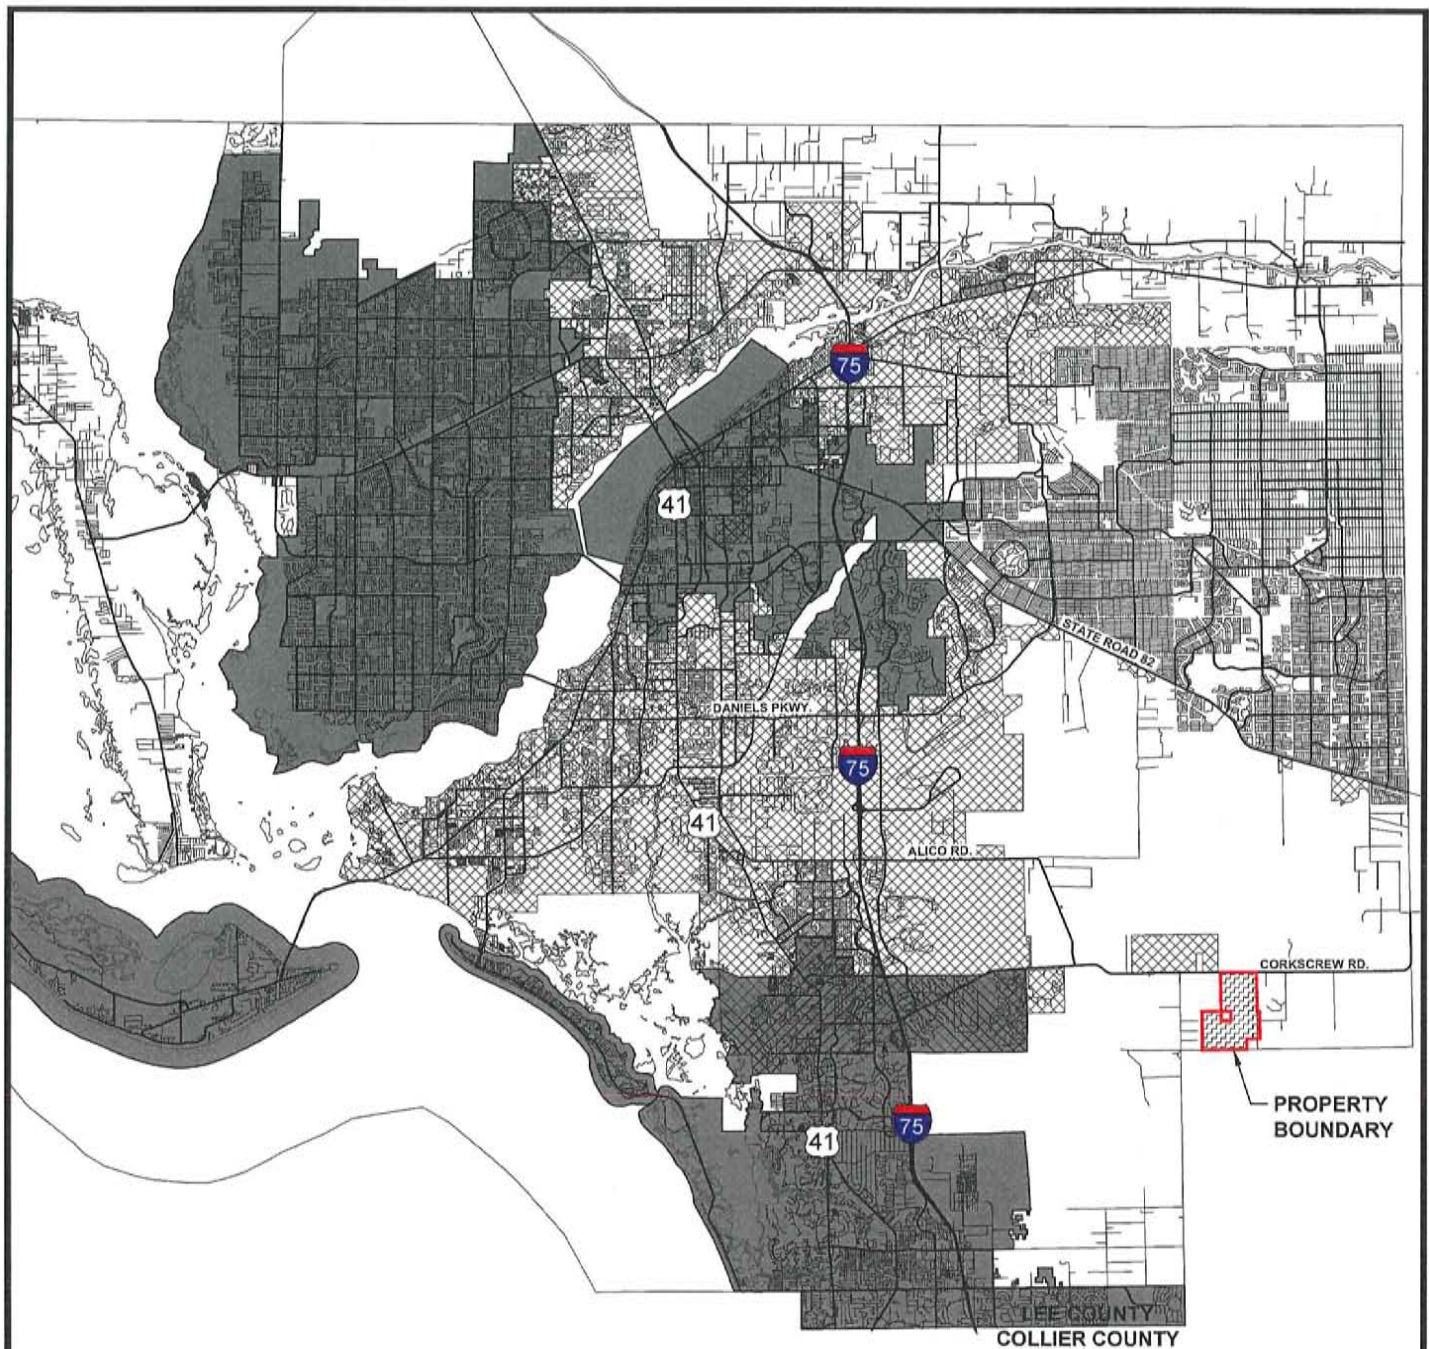 75
41
STATE ROAD 82
DANIELS PKWY.
75
41
ALICO RD.
CORKSCREW RD.
PROPERTY
BOUNDARY
75
41
LEE COUNTY
COLLIER COUNTY